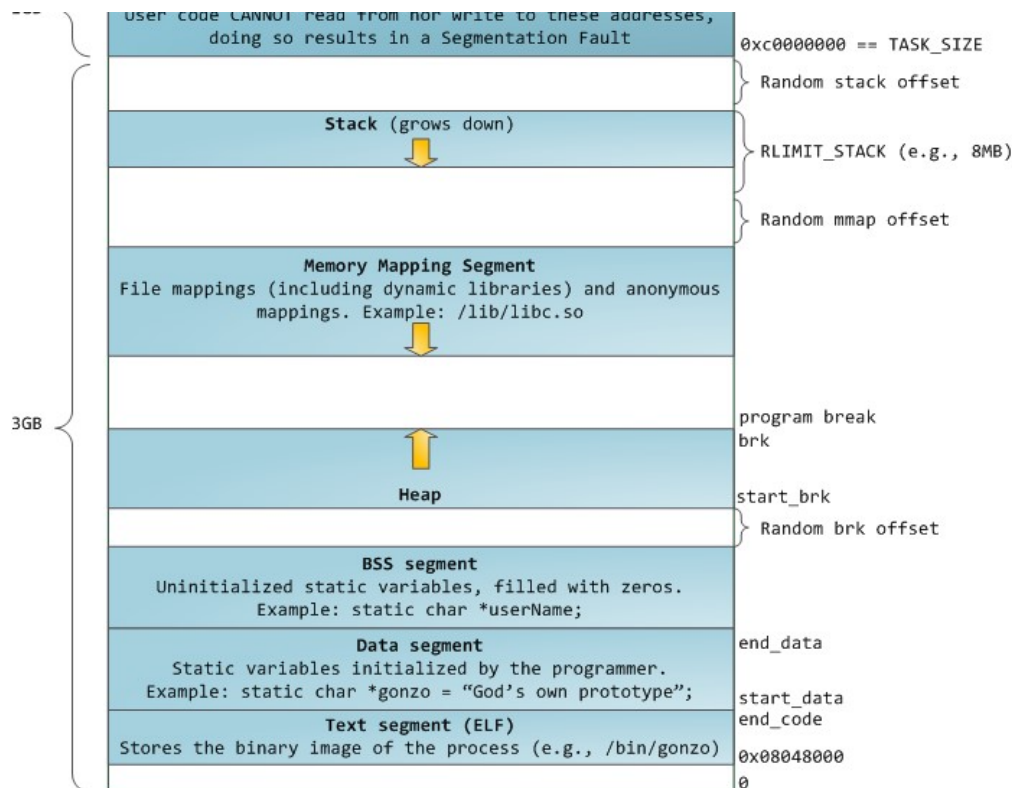 User code CANNOT read from nor write to these addresses,
doing so results in a Segmentation Fault
0xc0000000 == TASK_SIZE
Random stack offset
Stack (grows down)
RLIMIT_STACK (e.g., 8MB)
Random mmap offset
Memory Mapping Segment
File mappings (including dynamic libraries) and anonymous
mappings. Example: /lib/libc.so
3GB
program break
brk
Heap
start_brk
Random brk offset
BSS segment
Uninitialized static variables, filled with zeros.
Example: static char *userName;
Data segment
end_data
Static variables initialized by the programmer.
Example: static char *gonzo = “God’s own prototype”;
start_data
Text segment (ELF)
end_code
Stores the binary image of the process (e.g., /bin/gonzo)
0x08048000
0